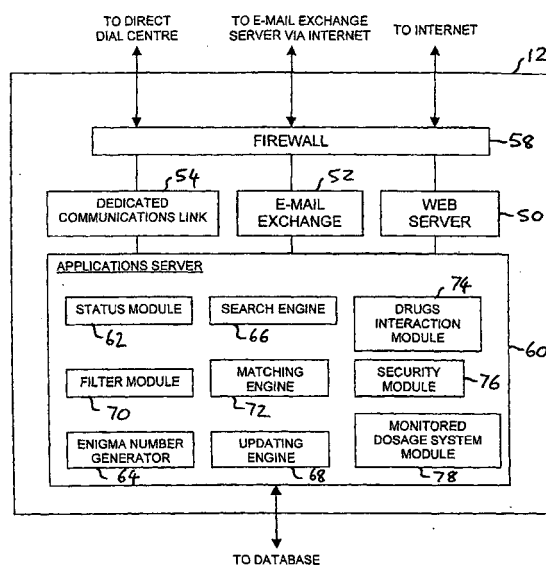 TO DIRECT
DIAL CENTRE
TO E-MAIL EXCHANGE
SERVER VIA INTERNET
TO INTERNET
12
FIREWALL
58
54
52
DEDICATED
COMMUNICATIONS LINK
E-MAIL
EXCHANGE
WEB
SERVER
50
APPLICATIONS SERVER
74
STATUS MODULE
62
SEARCH ENGINE
66
DRUGS
INTERACTION
MODULE
60
FILTER MODULE
70
MATCHING
ENGINE
72
SECURITY
MODULE
76
ENIGMA NUMBER
GENERATOR
64
UPDATING
ENGINE
68
MONITORED
DOSAGE SYSTEM
MODULE
78
TO DATABASE